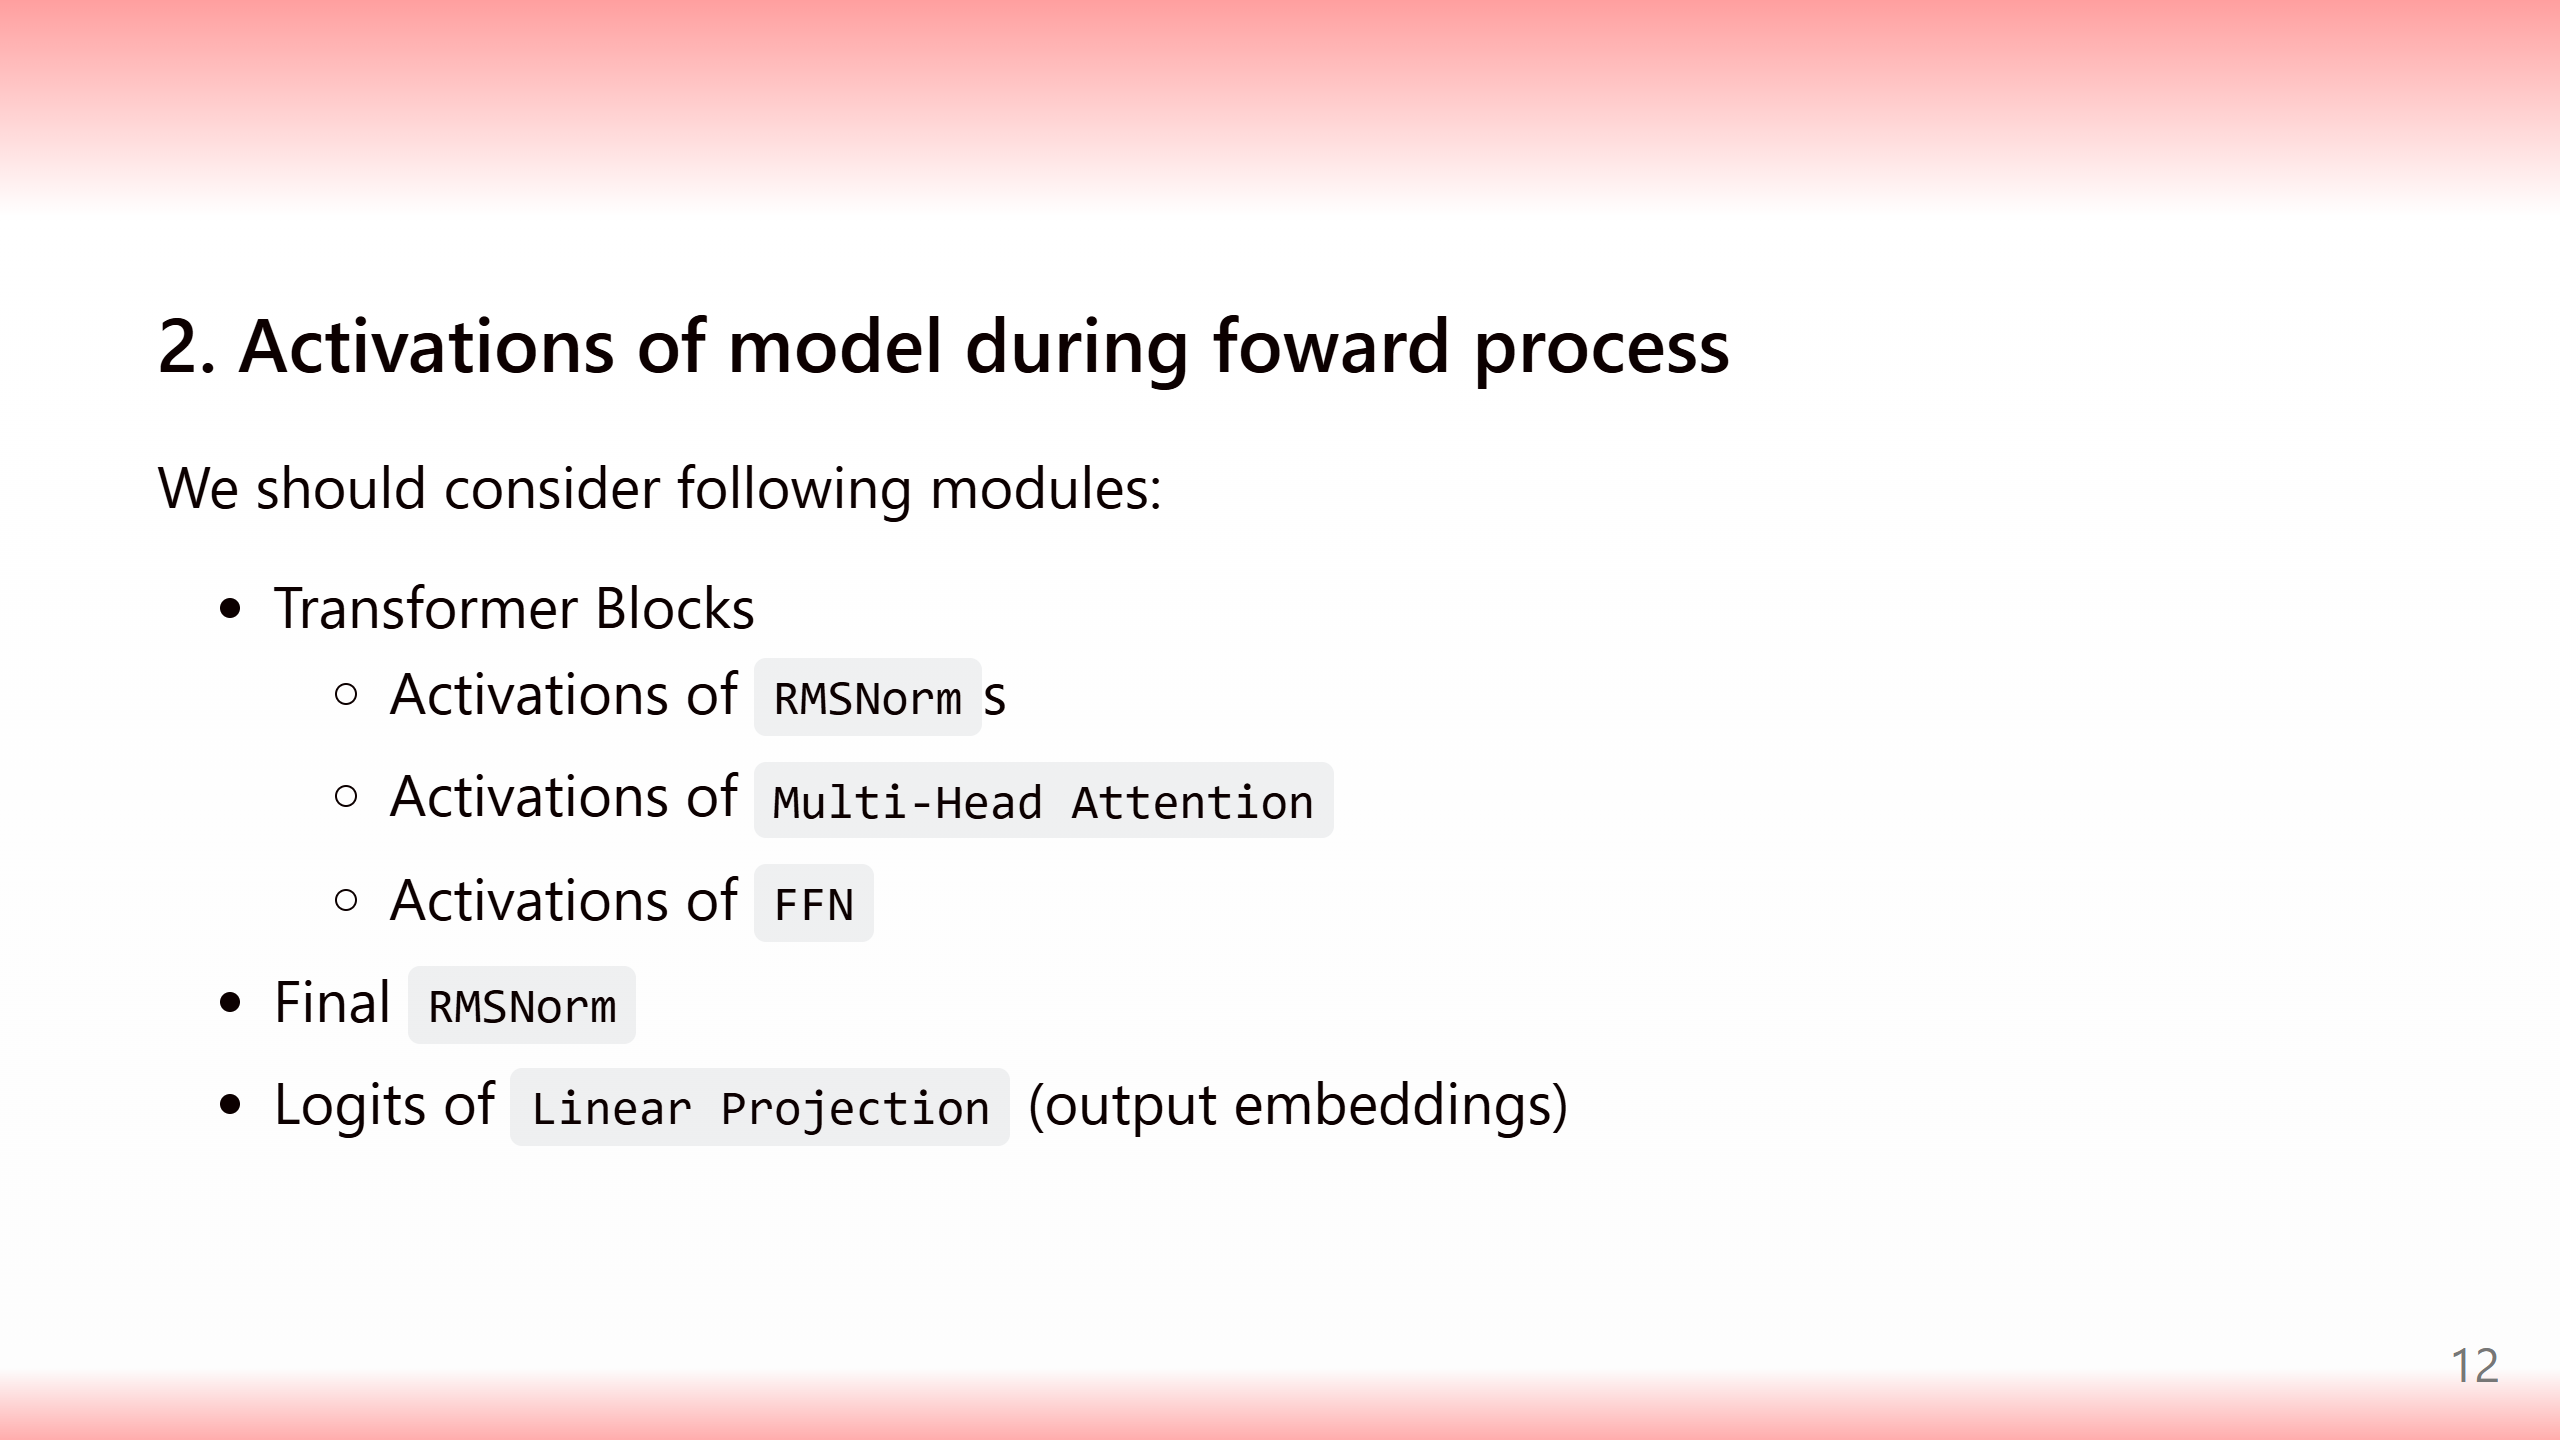 2. Activations of model during foward process
We should consider following modules:
Transformer Blocks
Activations of RMSNorms
Activations of Multi-Head Attention
Activations of FFN
Final RMSNorm
Logits of Linear Projection (output embeddings)
12